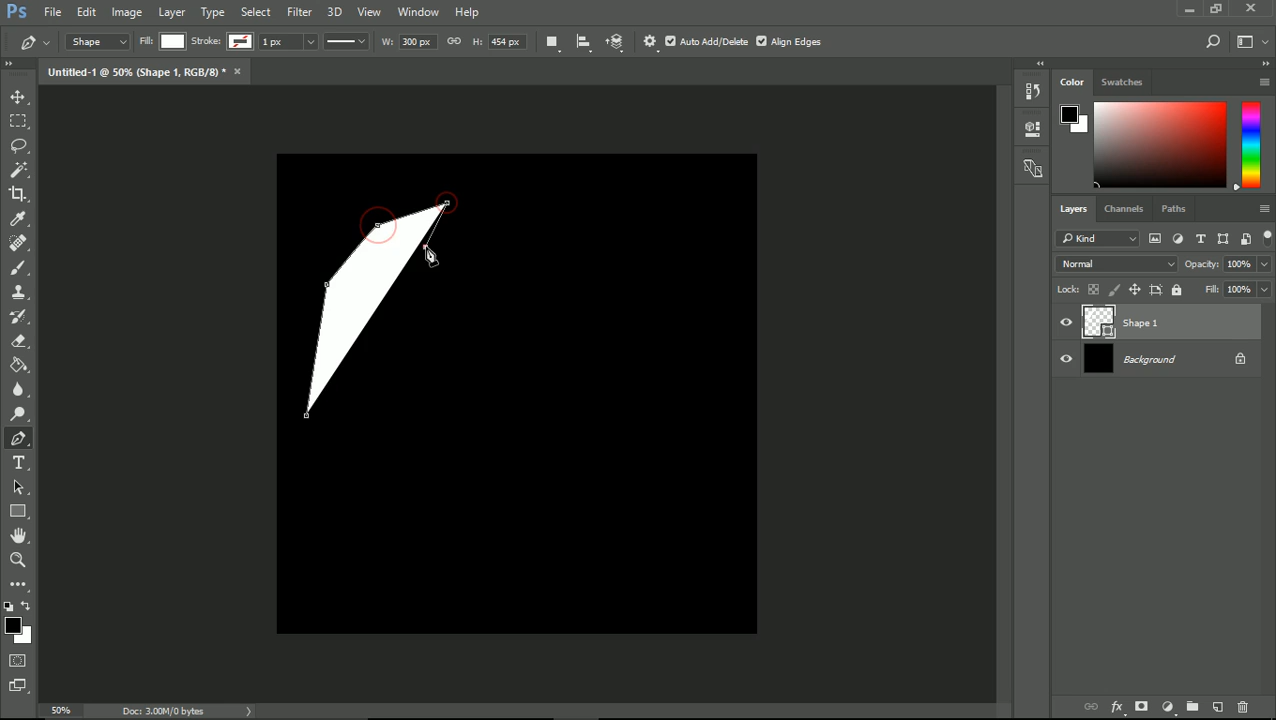 Ps File Edit Image Layer Type Select Filter 3D View Window Help
Shape Fill: Stroke: 1 px W: 300 px H: 454 px Auto Add/Delete Align Edges
Untitled-1 @ 50% (Shape 1, RGB/8) * ×
Color Swatches
Layers Channels Paths
Kind
Normal Opacity: 100%
Lock: Fill: 100%
Shape 1
Background
T
fx
50% Doc: 3.00M/0 bytes